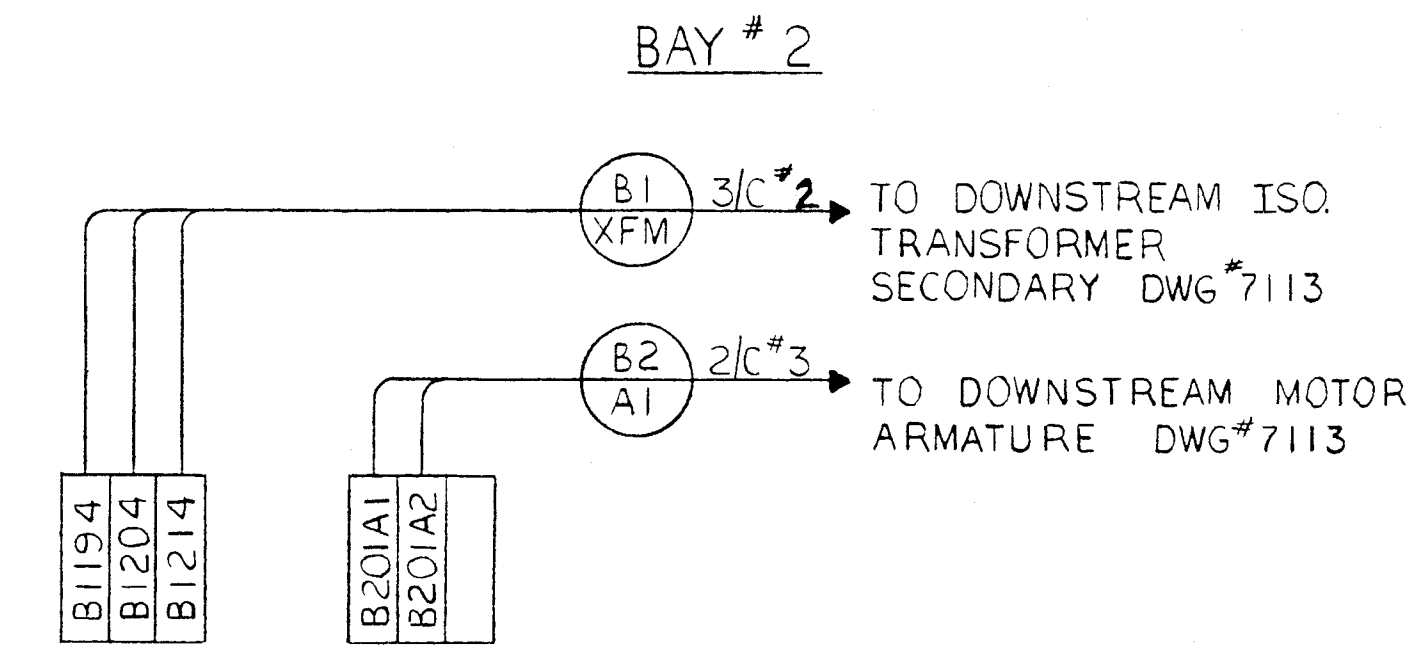 BAY # 2
B1
XFM
3/C #2
TO DOWNSTREAM ISO.
TRANSFORMER
SECONDARY DWG #7113
B2
A1
2/C #3
TO DOWNSTREAM MOTOR
ARMATURE DWG #7113
B1194
B1204
B1214
B201A1
B201A2